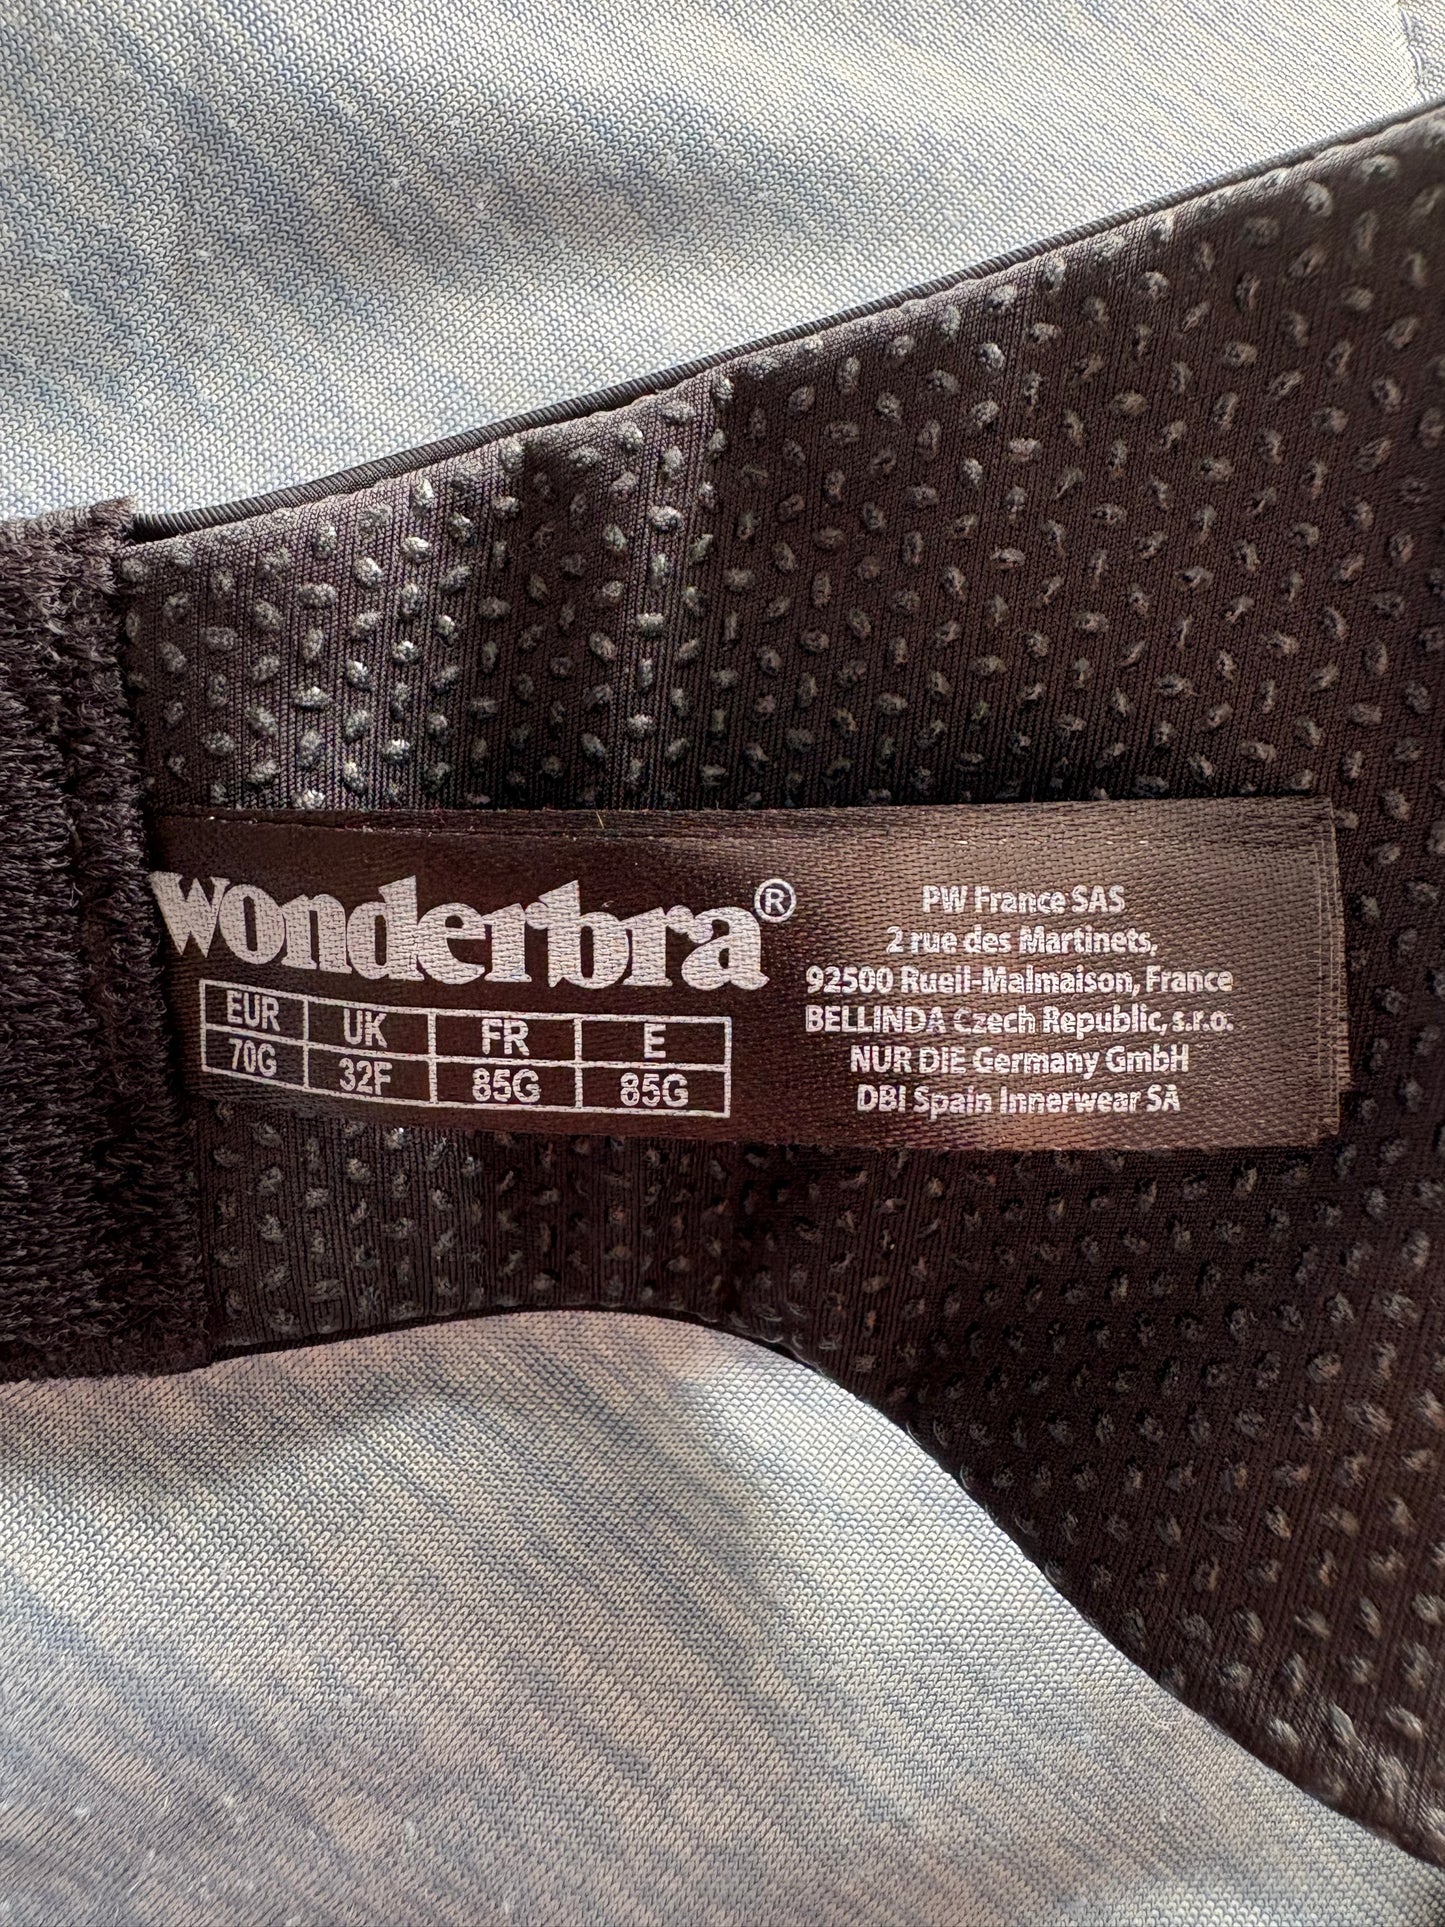 wonderbra®
EUR UK FR E
70G 32F 85G 85G
PW France SAS
2 rue des Martinets,
92500 Rueil-Malmaison, France
BELLINDA Czech Republic, s.r.o.
NUR DIE Germany GmbH
DBI Spain Innerwear SA